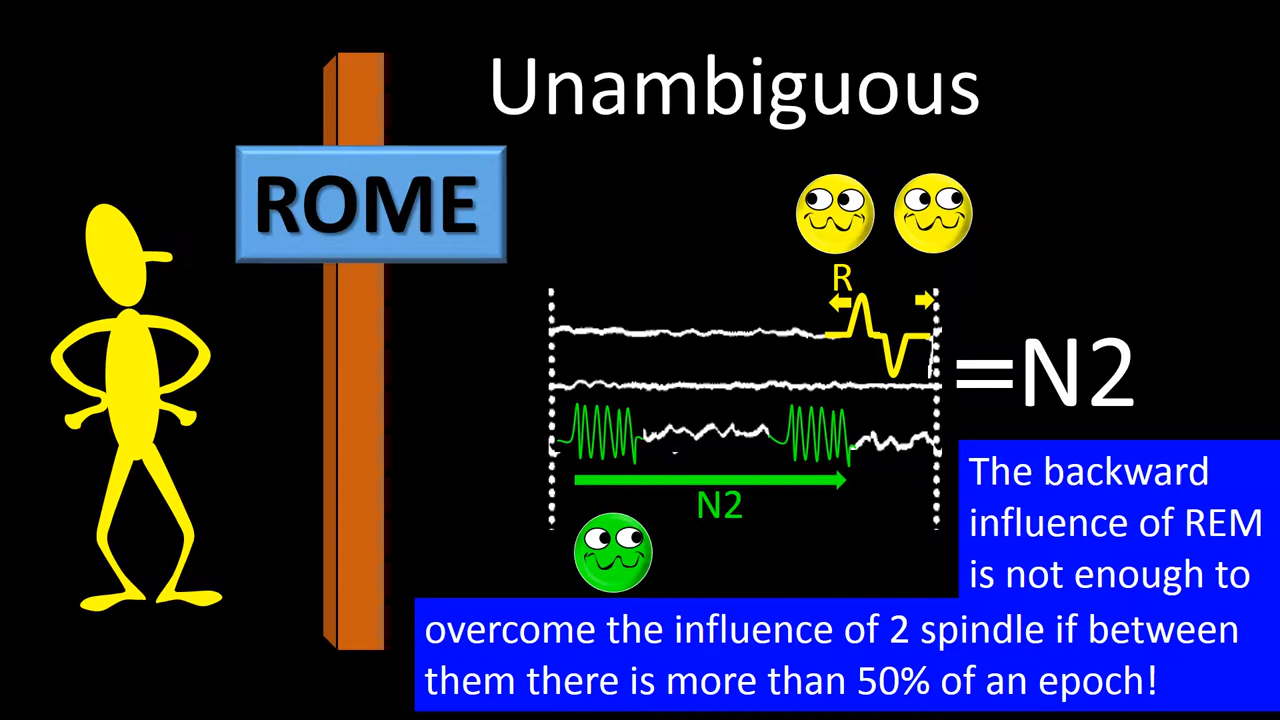 Unambiguous
ROME
R
=N2
N2
The backward
influence of REM
is not enough to
overcome the influence of 2 spindle if between
them there is more than 50% of an epoch!